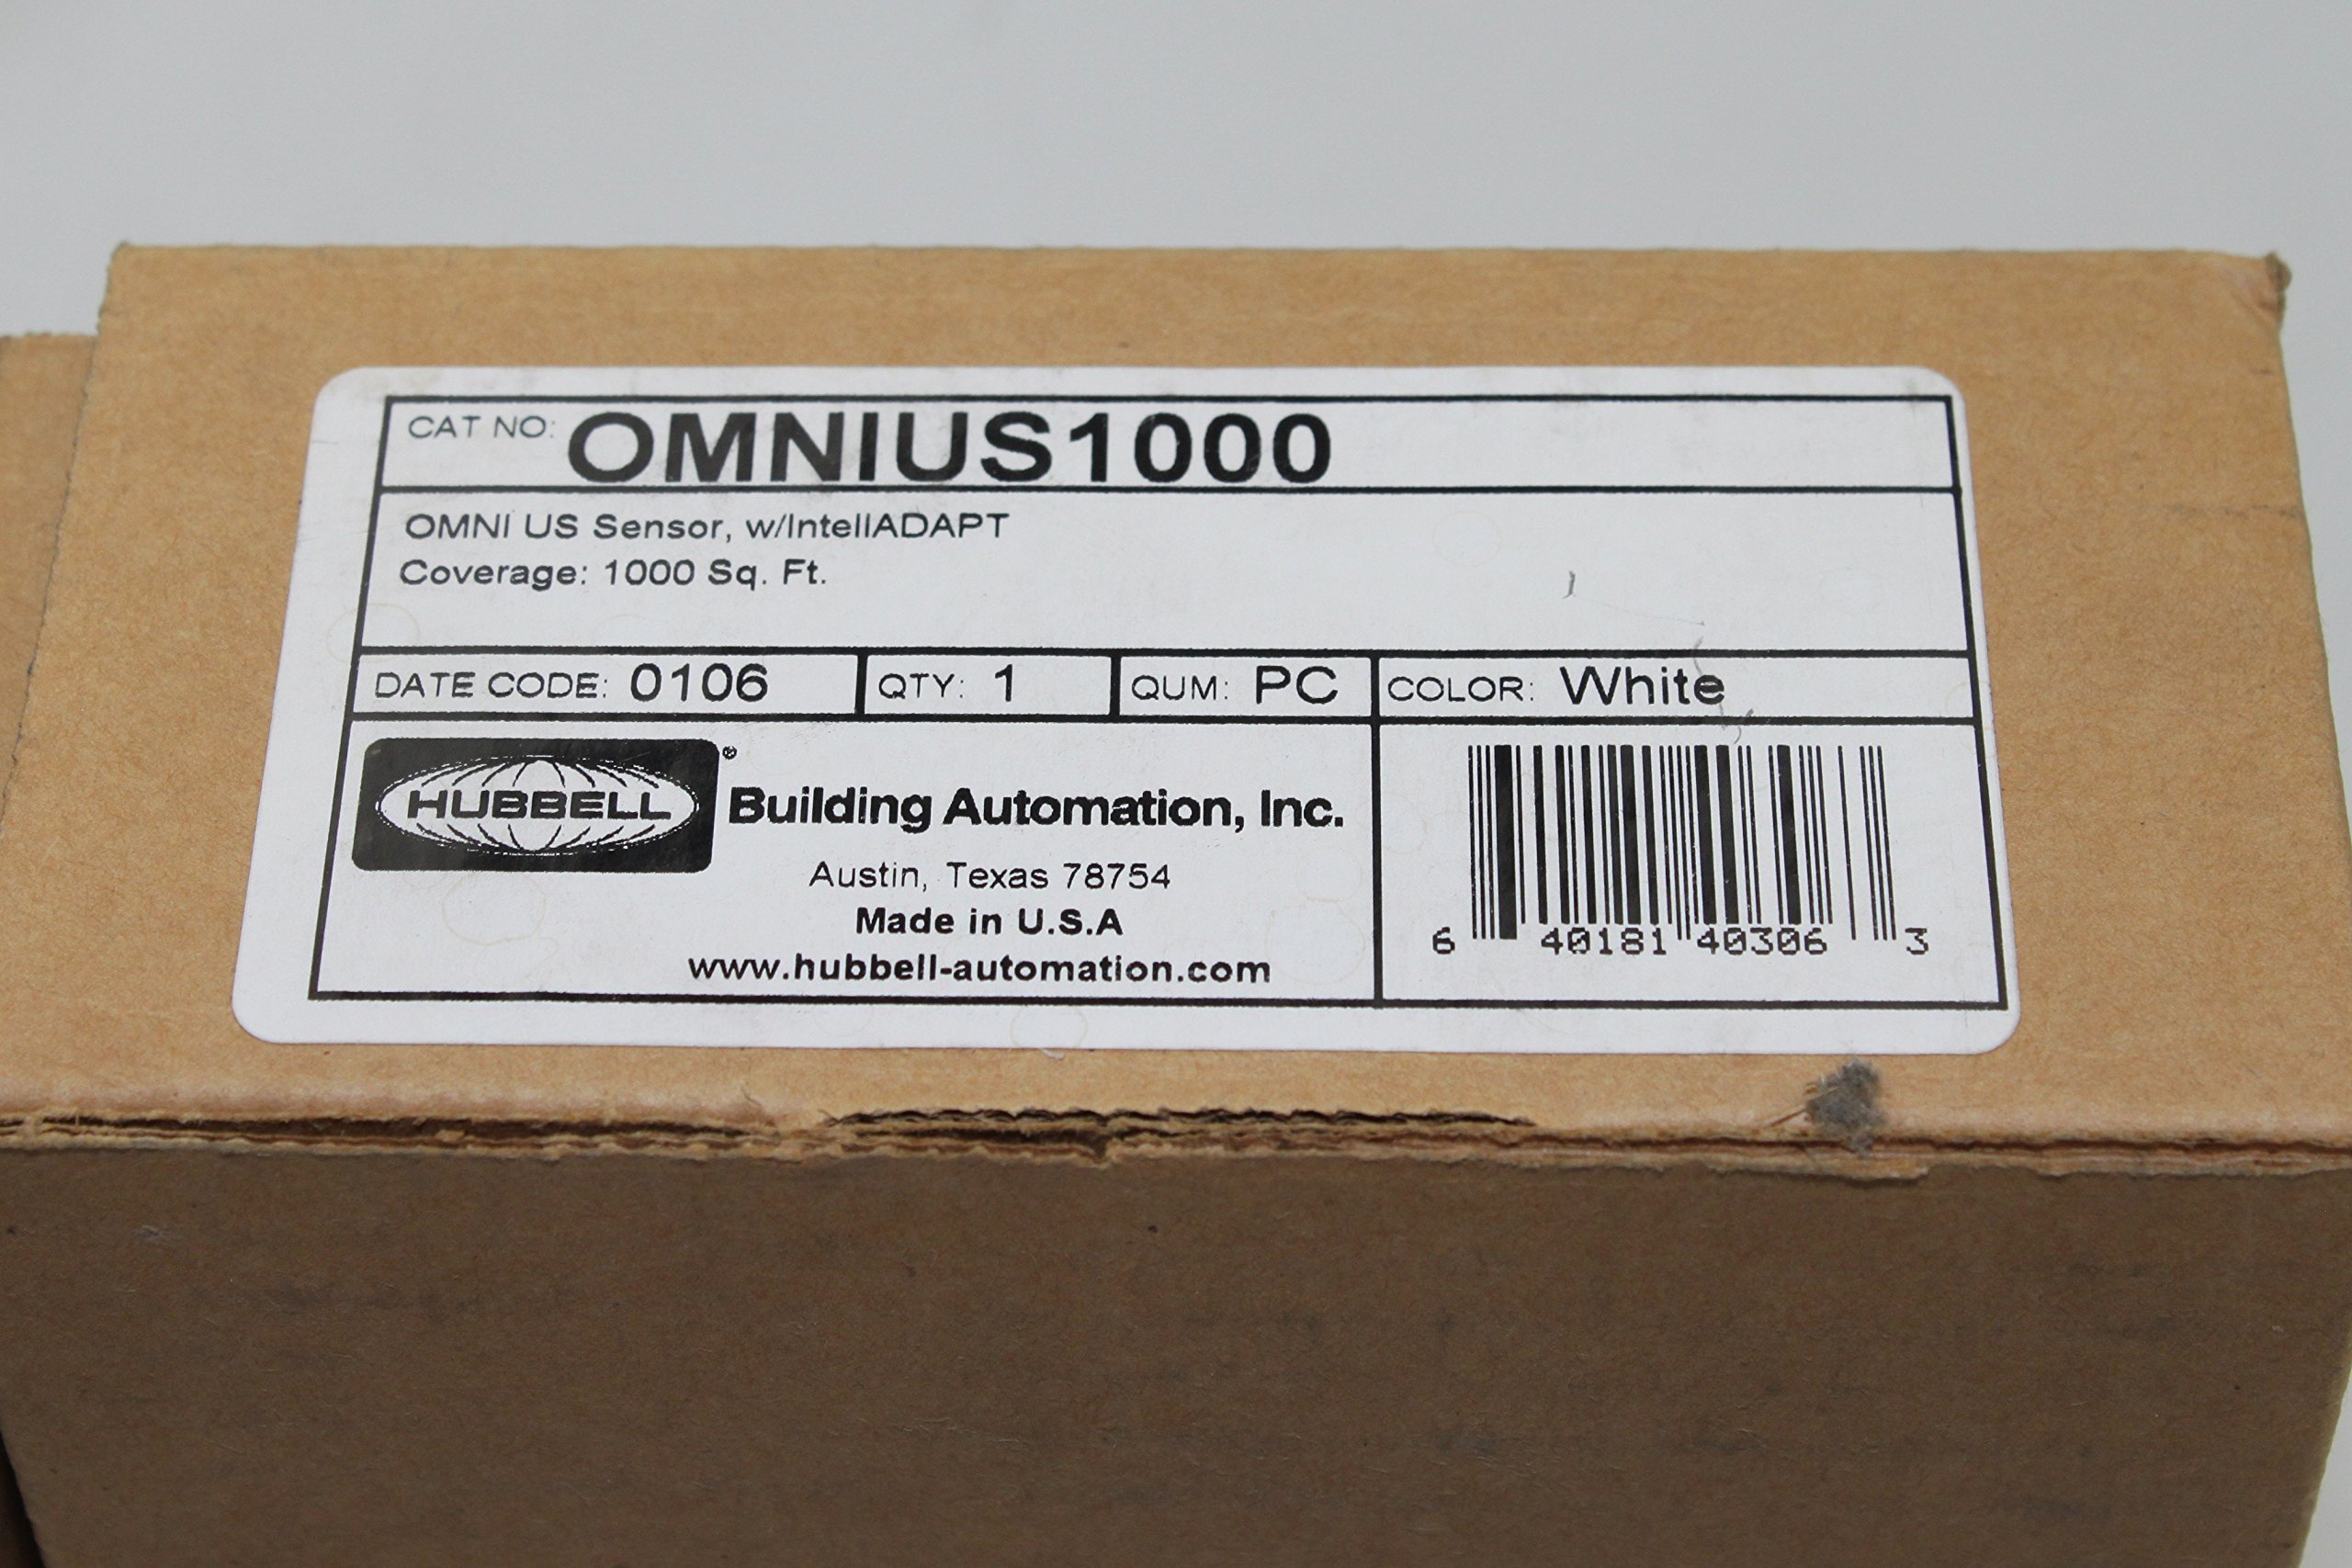 CAT NO: OMNIUS1000
OMNI US Sensor, w/IntellADAPT
Coverage: 1000 Sq. Ft.
DATE CODE: 0106 QTY: 1 QUM: PC COLOR: White
HUBBELL® Building Automation, Inc.
Austin, Texas 78754
Made in U.S.A
www.hubbell-automation.com
6 40181 40306 3